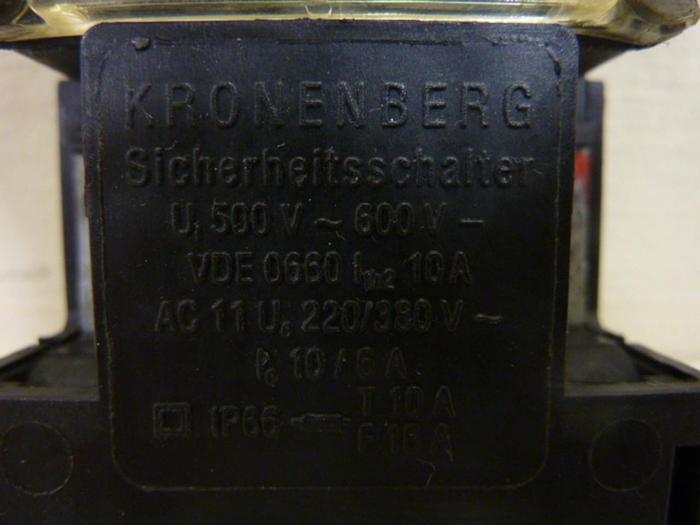 KRONENBERG
Sicherheitsschalter
Ui 500 V ~ 600 V –
VDE 0660 Ith2 10 A
AC 11 Ue 220/380 V ~
Ie 10 / 6 A
IP66 T 10 A
F 16 A